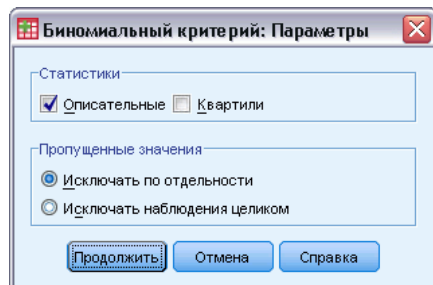 Биномиальный критерий: Параметры
Статистики
Описательные Квартили
Пропущенные значения
Исключать по отдельности
Исключать наблюдения целиком
Продолжить Отмена Справка